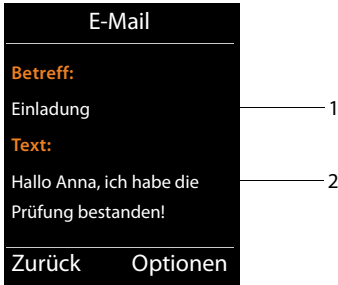 E-Mail
Betreff:
Einladung
1
Text:
Hallo Anna, ich habe die
2
Prüfung bestanden!
Zurück Optionen